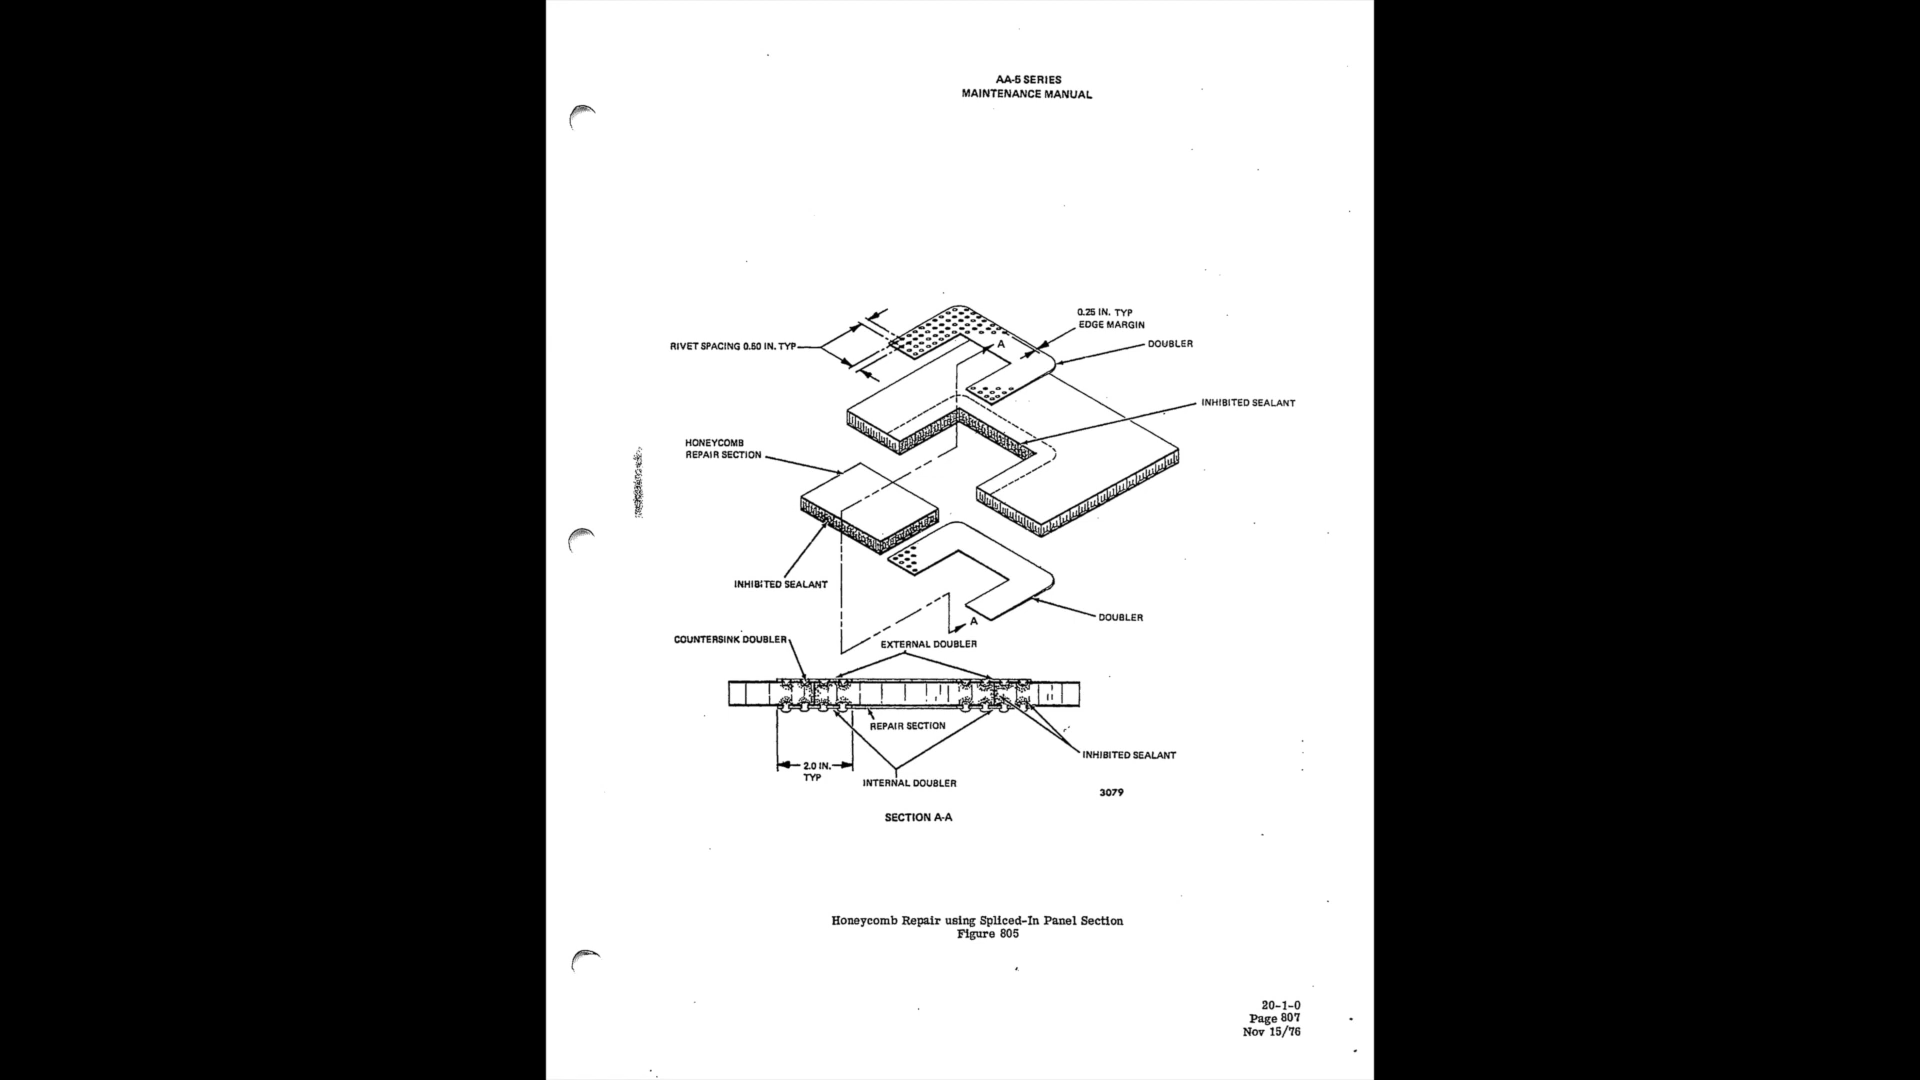 AA-5 SERIES
MAINTENANCE MANUAL
0.25 IN. TYP
EDGE MARGIN
RIVET SPACING 0.50 IN. TYP
A
DOUBLER
INHIBITED SEALANT
HONEYCOMB
REPAIR SECTION
INHIBITED SEALANT
DOUBLER
A
COUNTERSINK DOUBLER
EXTERNAL DOUBLER
REPAIR SECTION
INHIBITED SEALANT
2.0 IN.
TYP
INTERNAL DOUBLER
3079
SECTION A-A
Honeycomb Repair using Spliced-In Panel Section
Figure 805
20-1-0
Page 807
Nov 15/76